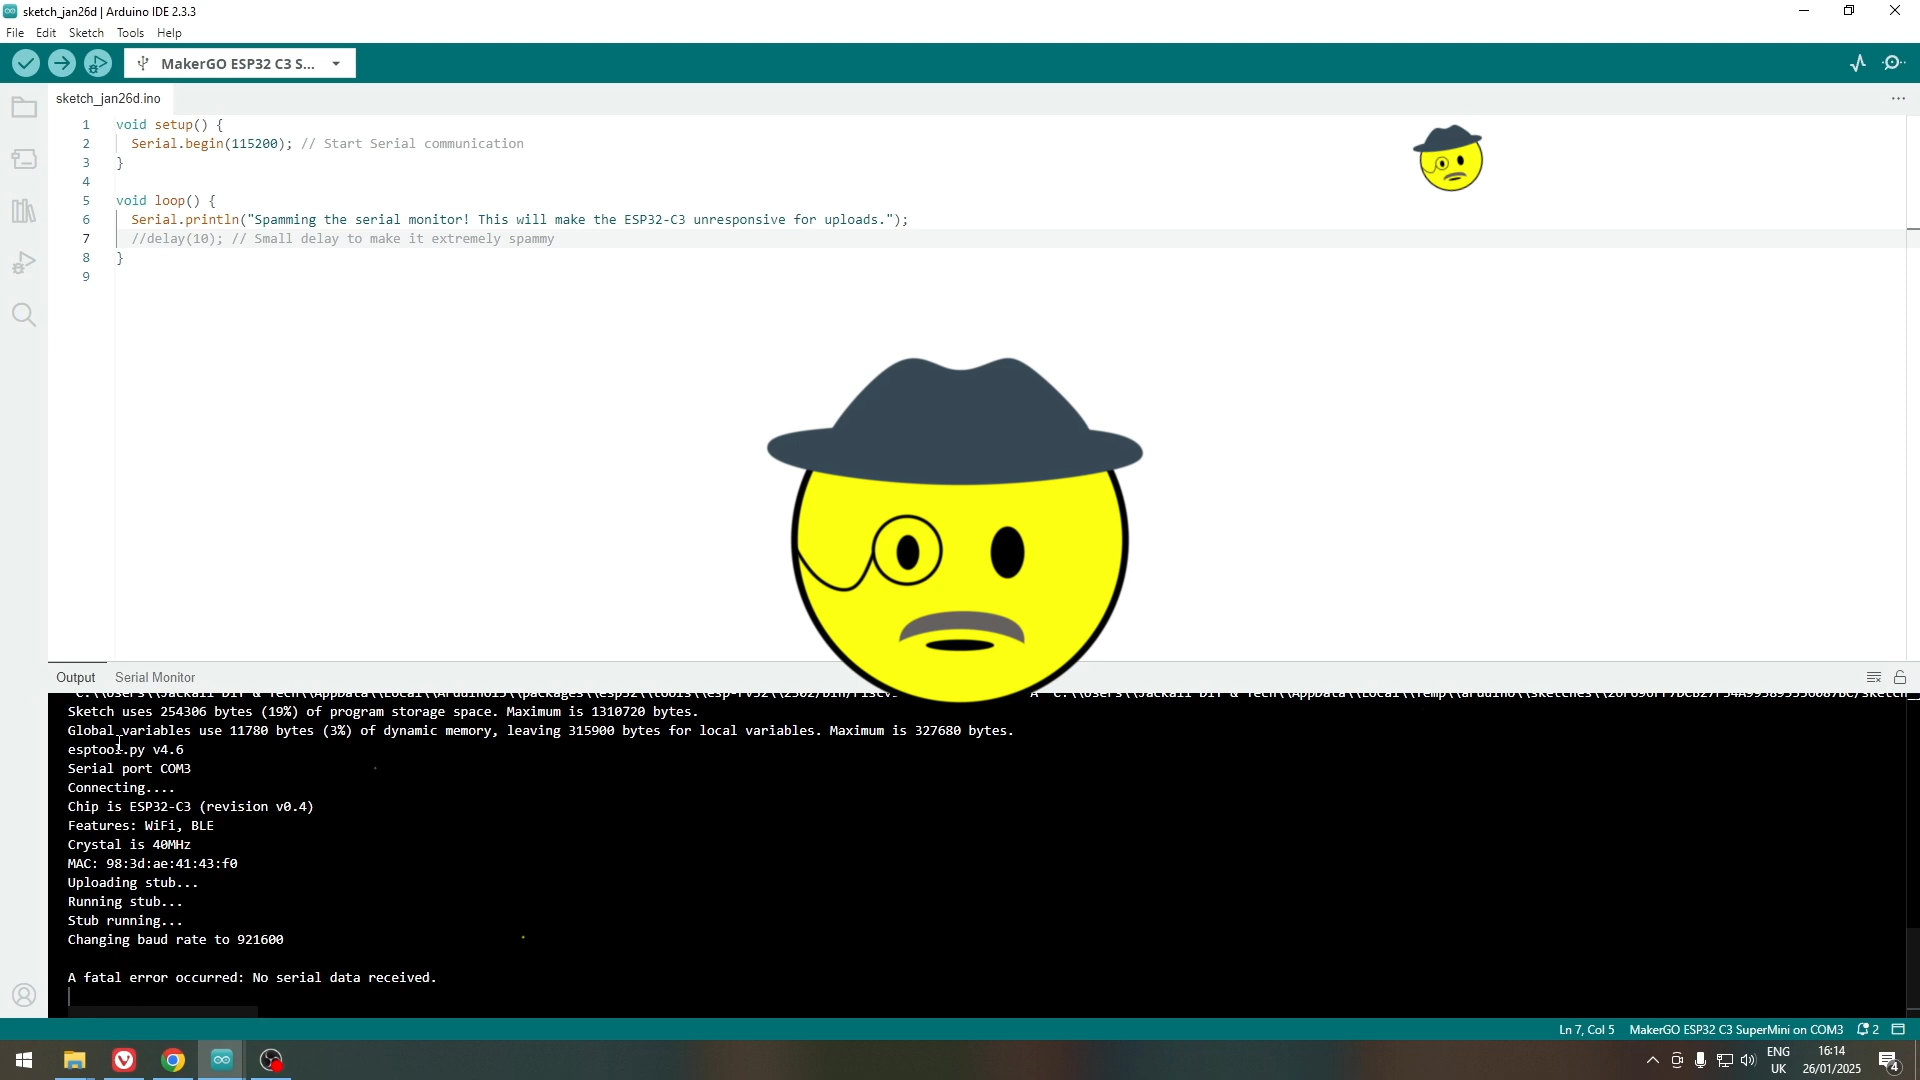 sketch_jan26d | Arduino IDE 2.3.3
File Edit Sketch Tools Help
MakerGO ESP32 C3 S...
sketch_jan26d.ino
1 void setup() {
2 Serial.begin(115200); // Start Serial communication
3 }
4
5 void loop() {
6 Serial.println("Spamming the serial monitor! This will make the ESP32-C3 unresponsive for uploads.");
7 //delay(10); // Small delay to make it extremely spammy
8 }
9
Output Serial Monitor
Sketch uses 254306 bytes (19%) of program storage space. Maximum is 1310720 bytes.
Global variables use 11780 bytes (3%) of dynamic memory, leaving 315900 bytes for local variables. Maximum is 327680 bytes.
esptool.py v4.6
Serial port COM3
Connecting....
Chip is ESP32-C3 (revision v0.4)
Features: WiFi, BLE
Crystal is 40MHz
MAC: 98:3d:ae:41:43:f0
Uploading stub...
Running stub...
Stub running...
Changing baud rate to 921600
A fatal error occurred: No serial data received.
Ln 7, Col 5 MakerGO ESP32 C3 SuperMini on COM3 2
ENG
UK
16:14
26/01/2025
4